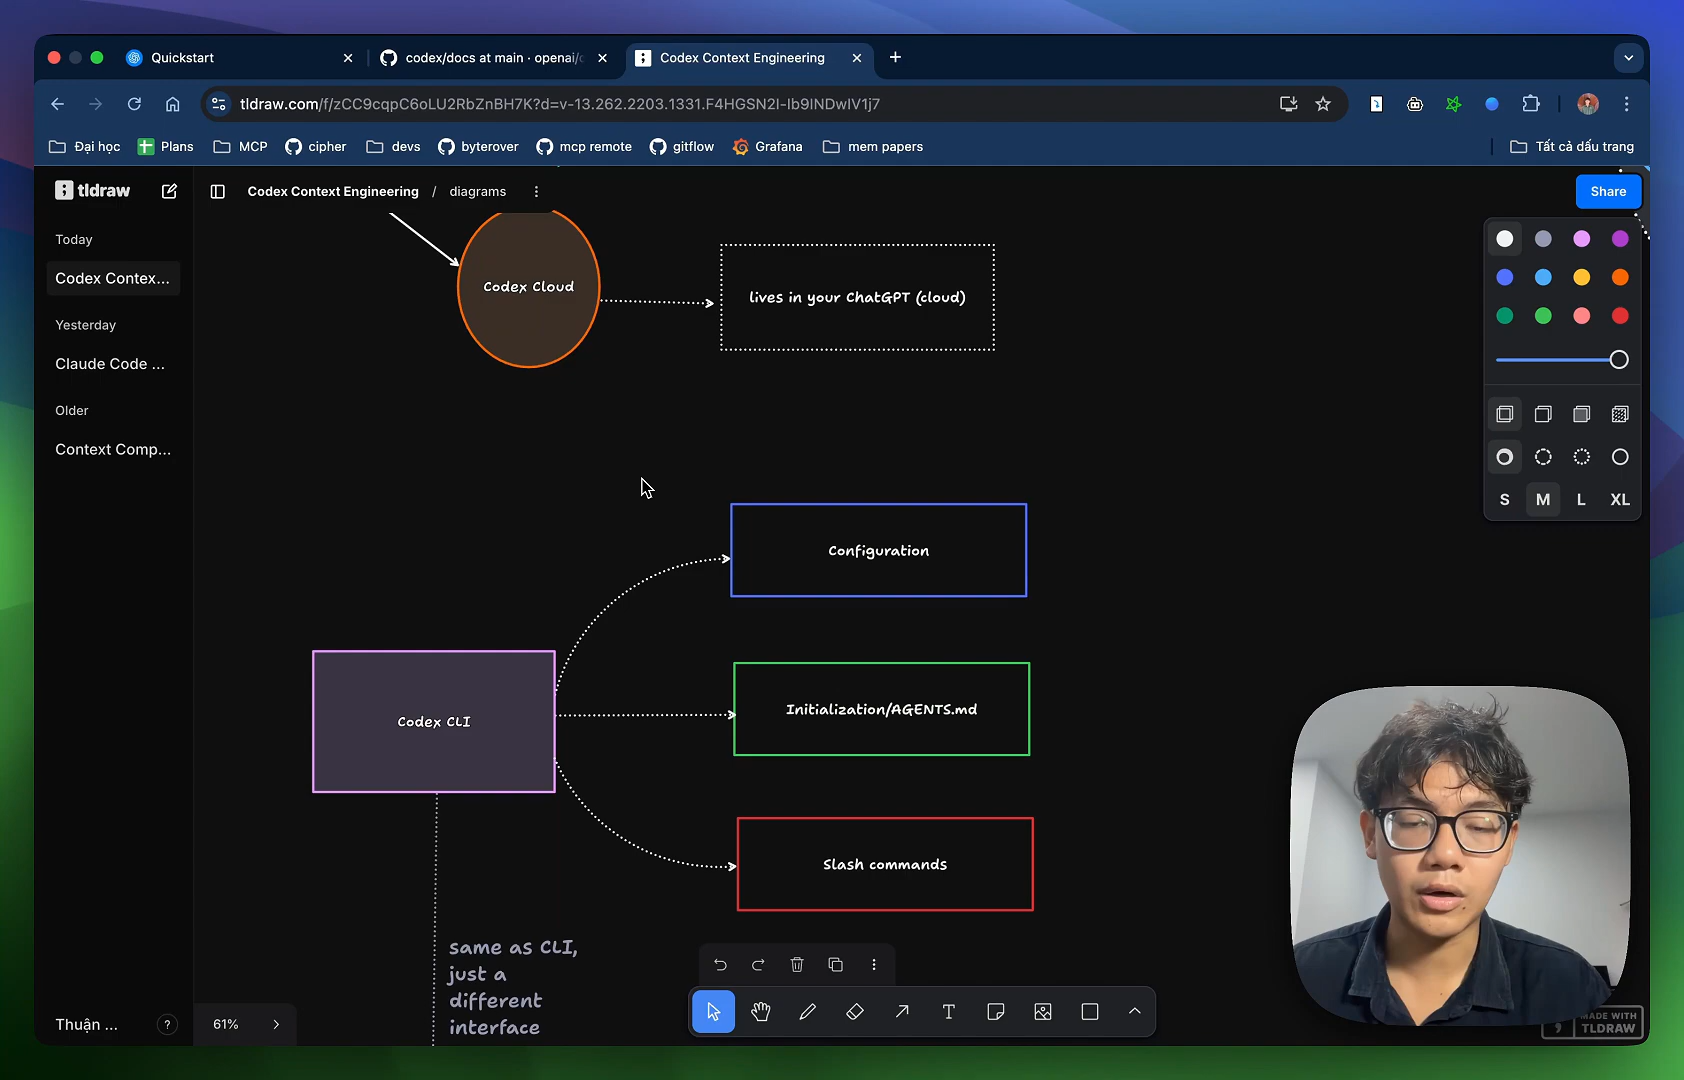 Quickstart
codex/docs at main · openai/c
Codex Context Engineering
tldraw.com/f/zCC9cqpC6oLU2RbZnBH7K?d=v-13.262.2203.1331.F4HGSN2I-Ib9INDwIV1j7
Đại học
Plans
MCP
cipher
devs
byterover
mcp remote
gitflow
Grafana
mem papers
Tất cả dấu trang
tldraw
Codex Context Engineering / diagrams
Share
Today
Codex Contex...
Yesterday
Claude Code ...
Older
Context Comp...
Codex Cloud
lives in your ChatGPT (cloud)
Configuration
Codex CLI
Initialization/AGENTS.md
Slash commands
same as CLI,
just a
different
interface
S M L XL
Thuận ...
?
61%
MADE WITH
TLDRAW